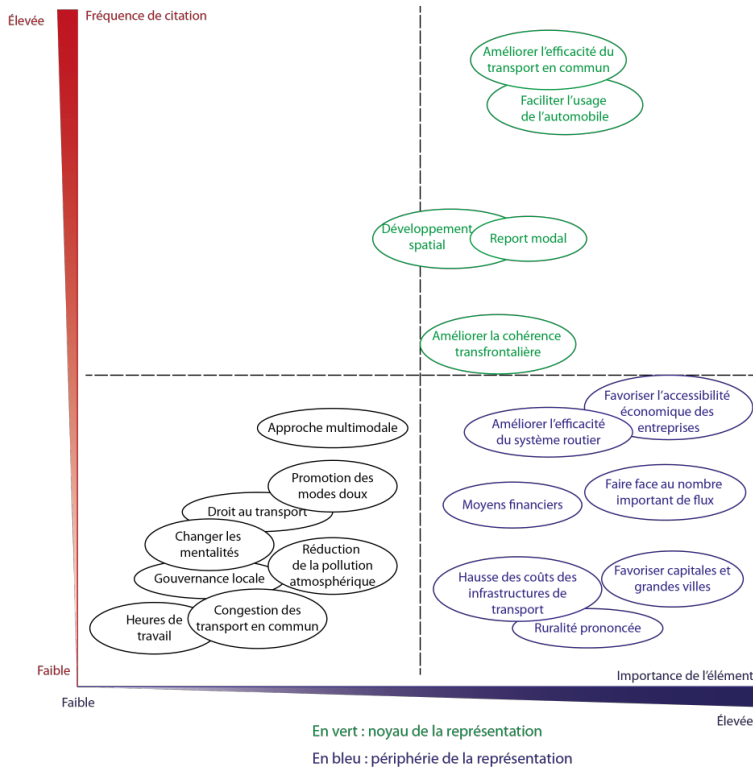 Élevée
Fréquence de citation
Améliorer l'efficacité du
transport en commun
Faciliter l'usage
de l'automobile
Développement
spatial
Report modal
Améliorer la cohérence
transfrontalière
Favoriser l'accessibilité
économique des
entreprises
Approche multimodale
Améliorer l'efficacité
du système routier
Promotion des
modes doux
Faire face au nombre
important de flux
Droit au transport
Moyens financiers
Changer les
mentalités
Réduction
de la pollution
atmosphérique
Gouvernance locale
Hausse des coûts des
infrastructures de
transport
Favoriser capitales et
grandes villes
Heures de
travail
Congestion des
transport en commun
Ruralité prononcée
Faible
Importance de l'élément
Faible
Élevée
En vert : noyau de la représentation
En bleu : périphérie de la représentation